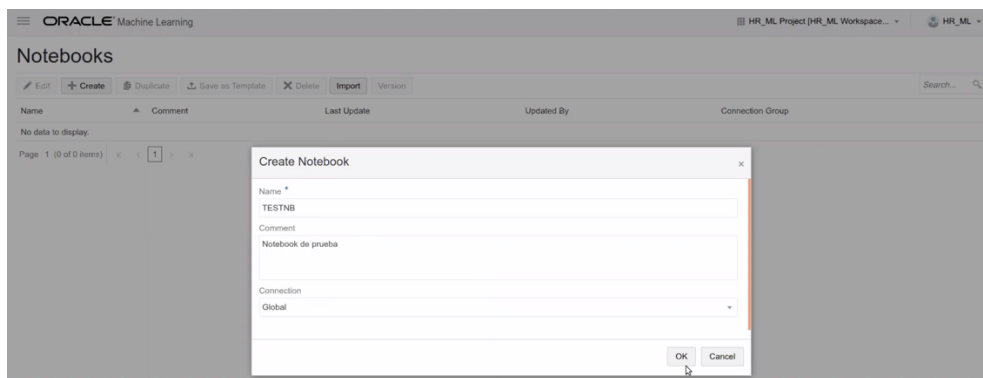 ORACLE Machine Learning HR_ML Project [HR_ML Workspace... HR_ML
Notebooks
Edit Create Duplicate Save as Template Delete Import Version Search...
Name Comment Last Update Updated By Connection Group
No data to display.
Page 1 (0 of 0 items) 1
Create Notebook
Name *
TESTNB
Comment
Notebook de prueba
Connection
Global
OK Cancel